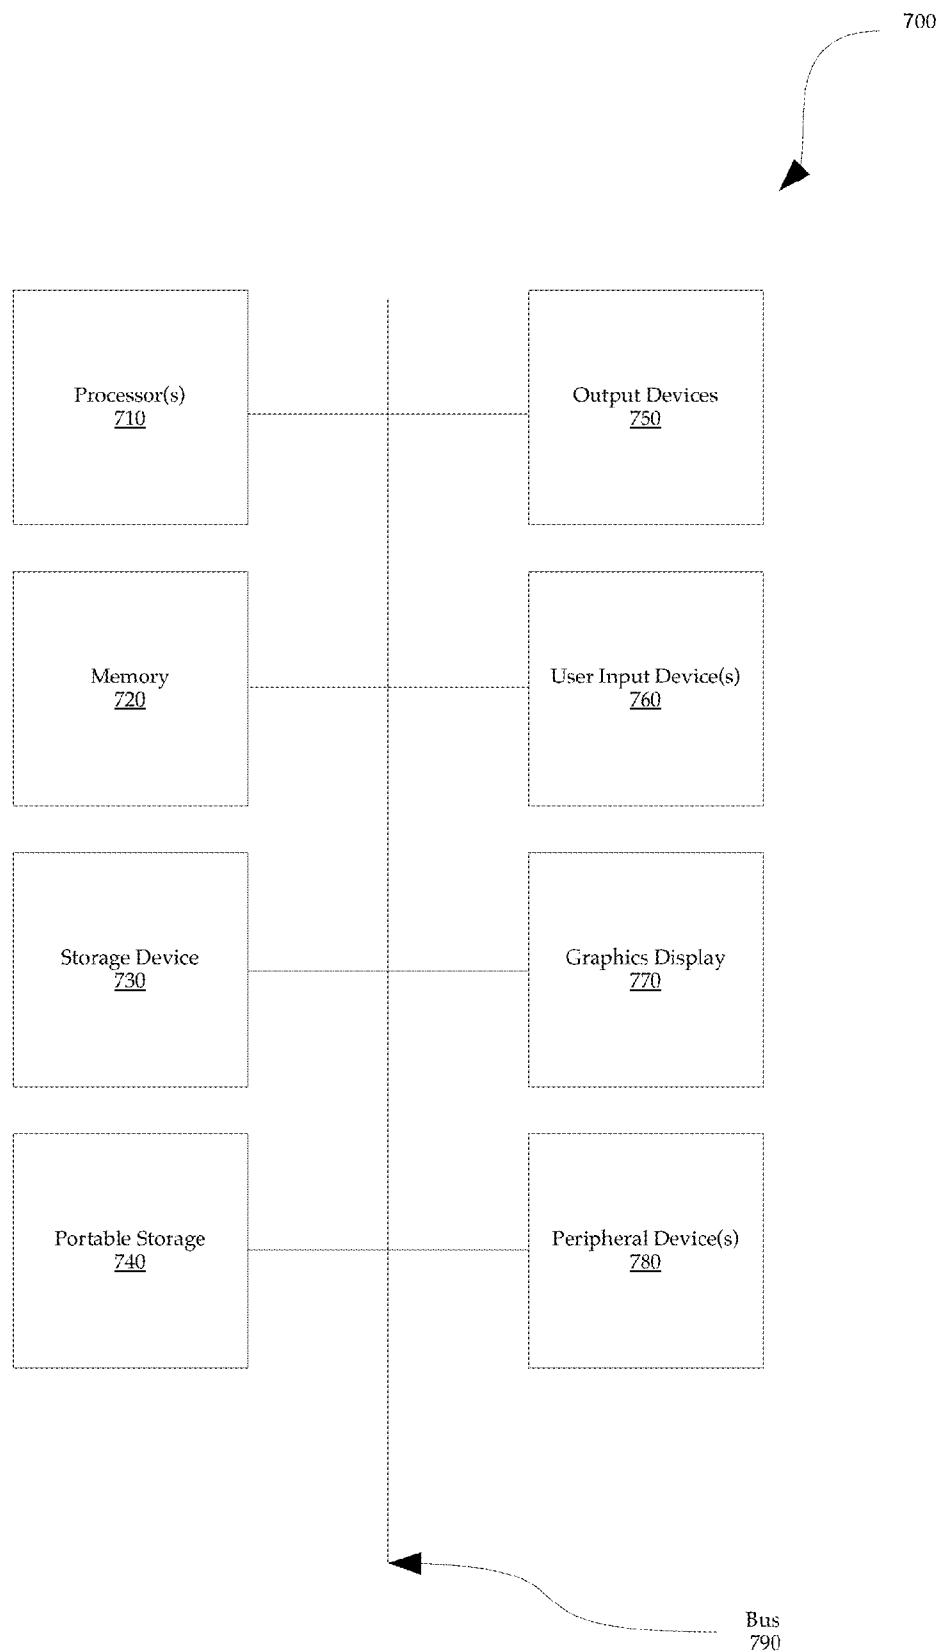 700
Processor(s)
710
Output Devices
750
Memory
720
User Input Device(s)
760
Storage Device
730
Graphics Display
770
Portable Storage
740
Peripheral Device(s)
780
Bus
790